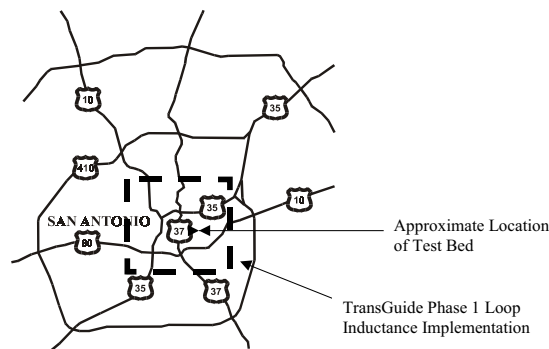 10
35
410
10
35
SAN ANTONIO
37
Approximate Location
of Test Bed
90
35
37
TransGuide Phase 1 Loop
Inductance Implementation